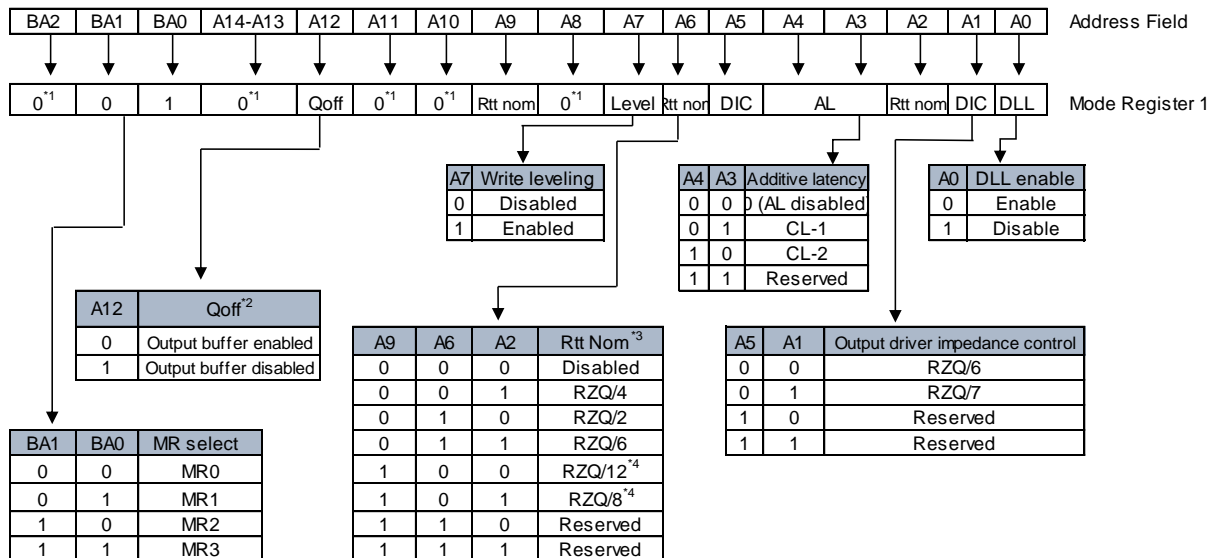 BA2 BA1 BA0 A14-A13 A12 A11 A10 A9 A8 A7 A6 A5 A4 A3 A2 A1 A0 Address Field
0*1 0 1 0*1 Qoff 0*1 0*1 Rtt nom 0*1 Level Rtt nom DIC AL Rtt nom DIC DLL Mode Register 1
A7 Write leveling
0 Disabled
1 Enabled
A4 A3 Additive latency
0 0 0 (AL disabled)
0 1 CL-1
1 0 CL-2
1 1 Reserved
A0 DLL enable
0 Enable
1 Disable
A12 Qoff*2
0 Output buffer enabled
1 Output buffer disabled
A9 A6 A2 Rtt Nom*3
0 0 0 Disabled
0 0 1 RZQ/4
0 1 0 RZQ/2
0 1 1 RZQ/6
1 0 0 RZQ/12*4
1 0 1 RZQ/8*4
1 1 0 Reserved
1 1 1 Reserved
A5 A1 Output driver impedance control
0 0 RZQ/6
0 1 RZQ/7
1 0 Reserved
1 1 Reserved
BA1 BA0 MR select
0 0 MR0
0 1 MR1
1 0 MR2
1 1 MR3